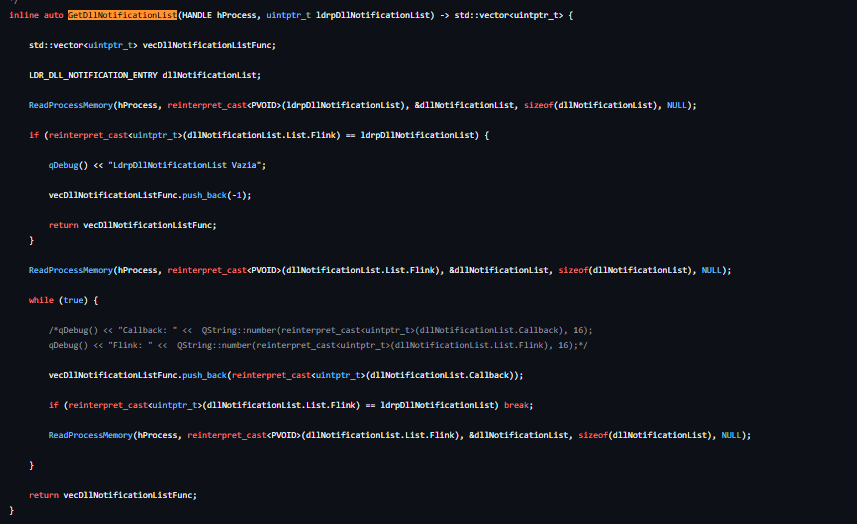 */
inline auto GetDllNotificationList(HANDLE hProcess, uintptr_t ldrpDllNotificationList) -> std::vector<uintptr_t> {
std::vector<uintptr_t> vecDllNotificationListFunc;
LDR_DLL_NOTIFICATION_ENTRY dllNotificationList;
ReadProcessMemory(hProcess, reinterpret_cast<PVOID>(ldrpDllNotificationList), &dllNotificationList, sizeof(dllNotificationList), NULL);
if (reinterpret_cast<uintptr_t>(dllNotificationList.List.Flink) == ldrpDllNotificationList) {
qDebug() << "LdrpDllNotificationList Vazia";
vecDllNotificationListFunc.push_back(-1);
return vecDllNotificationListFunc;
}
ReadProcessMemory(hProcess, reinterpret_cast<PVOID>(dllNotificationList.List.Flink), &dllNotificationList, sizeof(dllNotificationList), NULL);
while (true) {
/*qDebug() << "Callback: " <<  QString::number(reinterpret_cast<uintptr_t>(dllNotificationList.Callback), 16);
qDebug() << "Flink: " <<  QString::number(reinterpret_cast<uintptr_t>(dllNotificationList.List.Flink), 16);*/
vecDllNotificationListFunc.push_back(reinterpret_cast<uintptr_t>(dllNotificationList.Callback));
if (reinterpret_cast<uintptr_t>(dllNotificationList.List.Flink) == ldrpDllNotificationList) break;
ReadProcessMemory(hProcess, reinterpret_cast<PVOID>(dllNotificationList.List.Flink), &dllNotificationList, sizeof(dllNotificationList), NULL);
}
return vecDllNotificationListFunc;
}